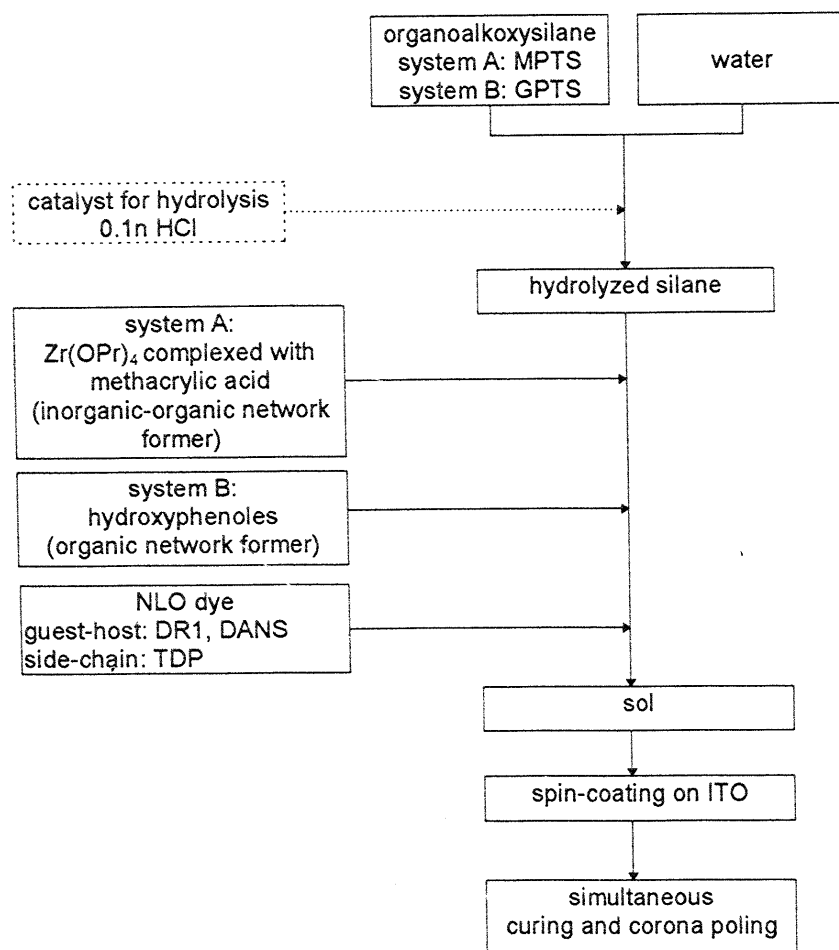 organoalkoxysilane
system A: MPTS
system B: GPTS
water
catalyst for hydrolysis
0.1n HCl
hydrolyzed silane
system A:
Zr(OPr)₄ complexed with
methacrylic acid
(inorganic-organic network
former)
system B:
hydroxyphenoles
(organic network former)
NLO dye
guest-host: DR1, DANS
side-chain: TDP
sol
spin-coating on ITO
simultaneous
curing and corona poling